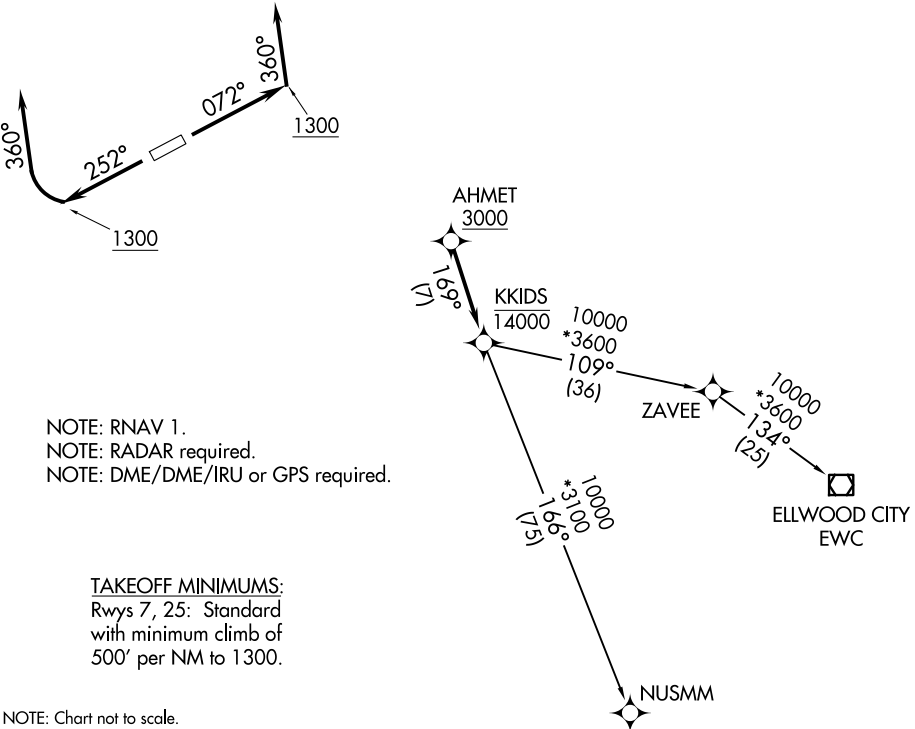 360°
072°
1300
360°
252°
1300
AHMET
3000
169°
(7)
KKIDS
14000
10000
*3600
109°
(36)
ZAVEE
10000
*3600
134°
(25)
ELLWOOD CITY
EWC
NOTE: RNAV 1.
NOTE: RADAR required.
NOTE: DME/DME/IRU or GPS required.
10000
*3100
166°
(75)
TAKEOFF MINIMUMS:
Rwys 7, 25: Standard
with minimum climb of
500' per NM to 1300.
NUSMM
NOTE: Chart not to scale.